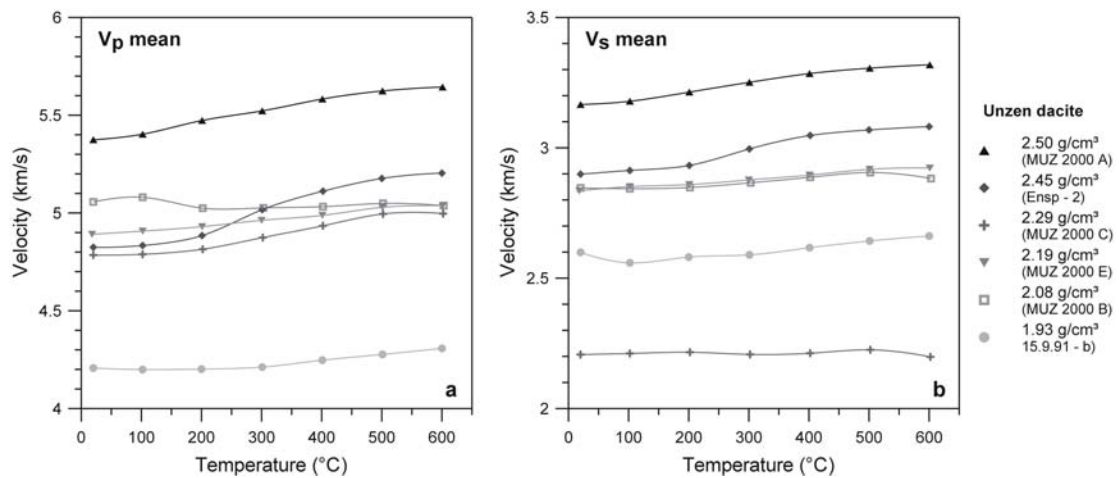 Vp mean
Velocity (km/s)
6
5.5
5
4.5
4
0 100 200 300 400 500 600
Temperature (°C)
a
Vs mean
Velocity (km/s)
3.5
3
2.5
2
0 100 200 300 400 500 600
Temperature (°C)
b
Unzen dacite
2.50 g/cm³
(MUZ 2000 A)
2.45 g/cm³
(Ensp - 2)
2.29 g/cm³
(MUZ 2000 C)
2.19 g/cm³
(MUZ 2000 E)
2.08 g/cm³
(MUZ 2000 B)
1.93 g/cm³
15.9.91 - b)